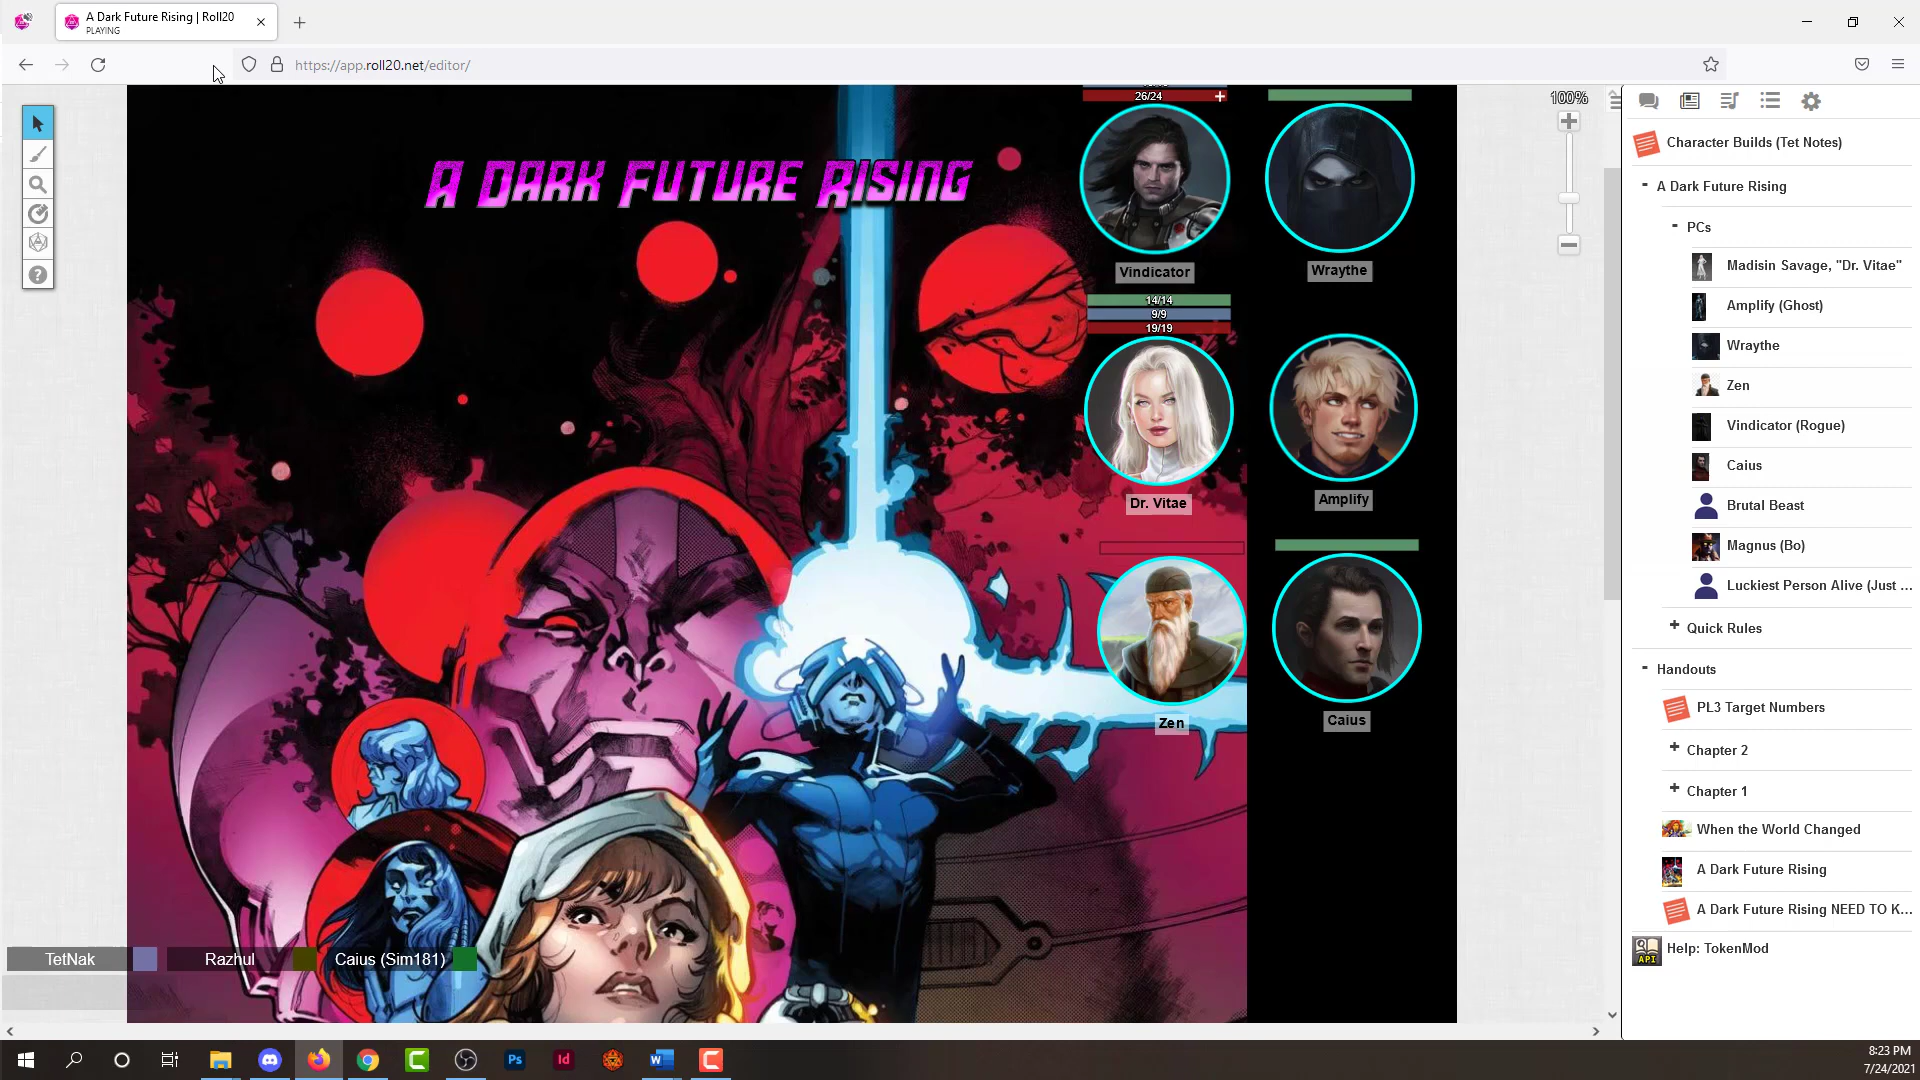 A Dark Future Rising | Roll20
PLAYING
https://app.roll20.net/editor/
A DARK FUTURE RISING
26/24
Vindicator
Wraythe
14/14
9/9
19/19
Dr. Vitae
Amplify
Zen
Caius
100%
Character Builds (Tet Notes)
A Dark Future Rising
PCs
Madisin Savage, "Dr. Vitae"
Amplify (Ghost)
Wraythe
Zen
Vindicator (Rogue)
Caius
Brutal Beast
Magnus (Bo)
Luckiest Person Alive (Just ...
Quick Rules
Handouts
PL3 Target Numbers
Chapter 2
Chapter 1
When the World Changed
A Dark Future Rising
A Dark Future Rising NEED TO K...
API
Help: TokenMod
TetNak
Razhul
Caius (Sim181)
Ps
Id
W
8:23 PM
7/24/2021